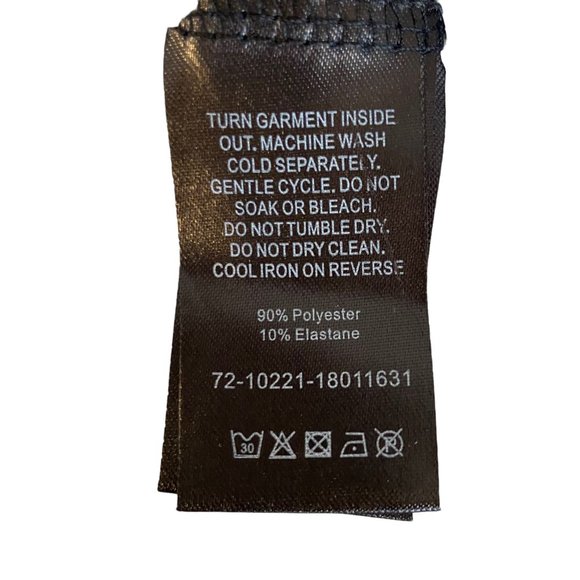 TURN GARMENT INSIDE
OUT. MACHINE WASH
COLD SEPARATELY.
GENTLE CYCLE. DO NOT
SOAK OR BLEACH.
DO NOT TUMBLE DRY.
DO NOT DRY CLEAN.
COOL IRON ON REVERSE
90% Polyester
10% Elastane
72-10221-18011631
30 P